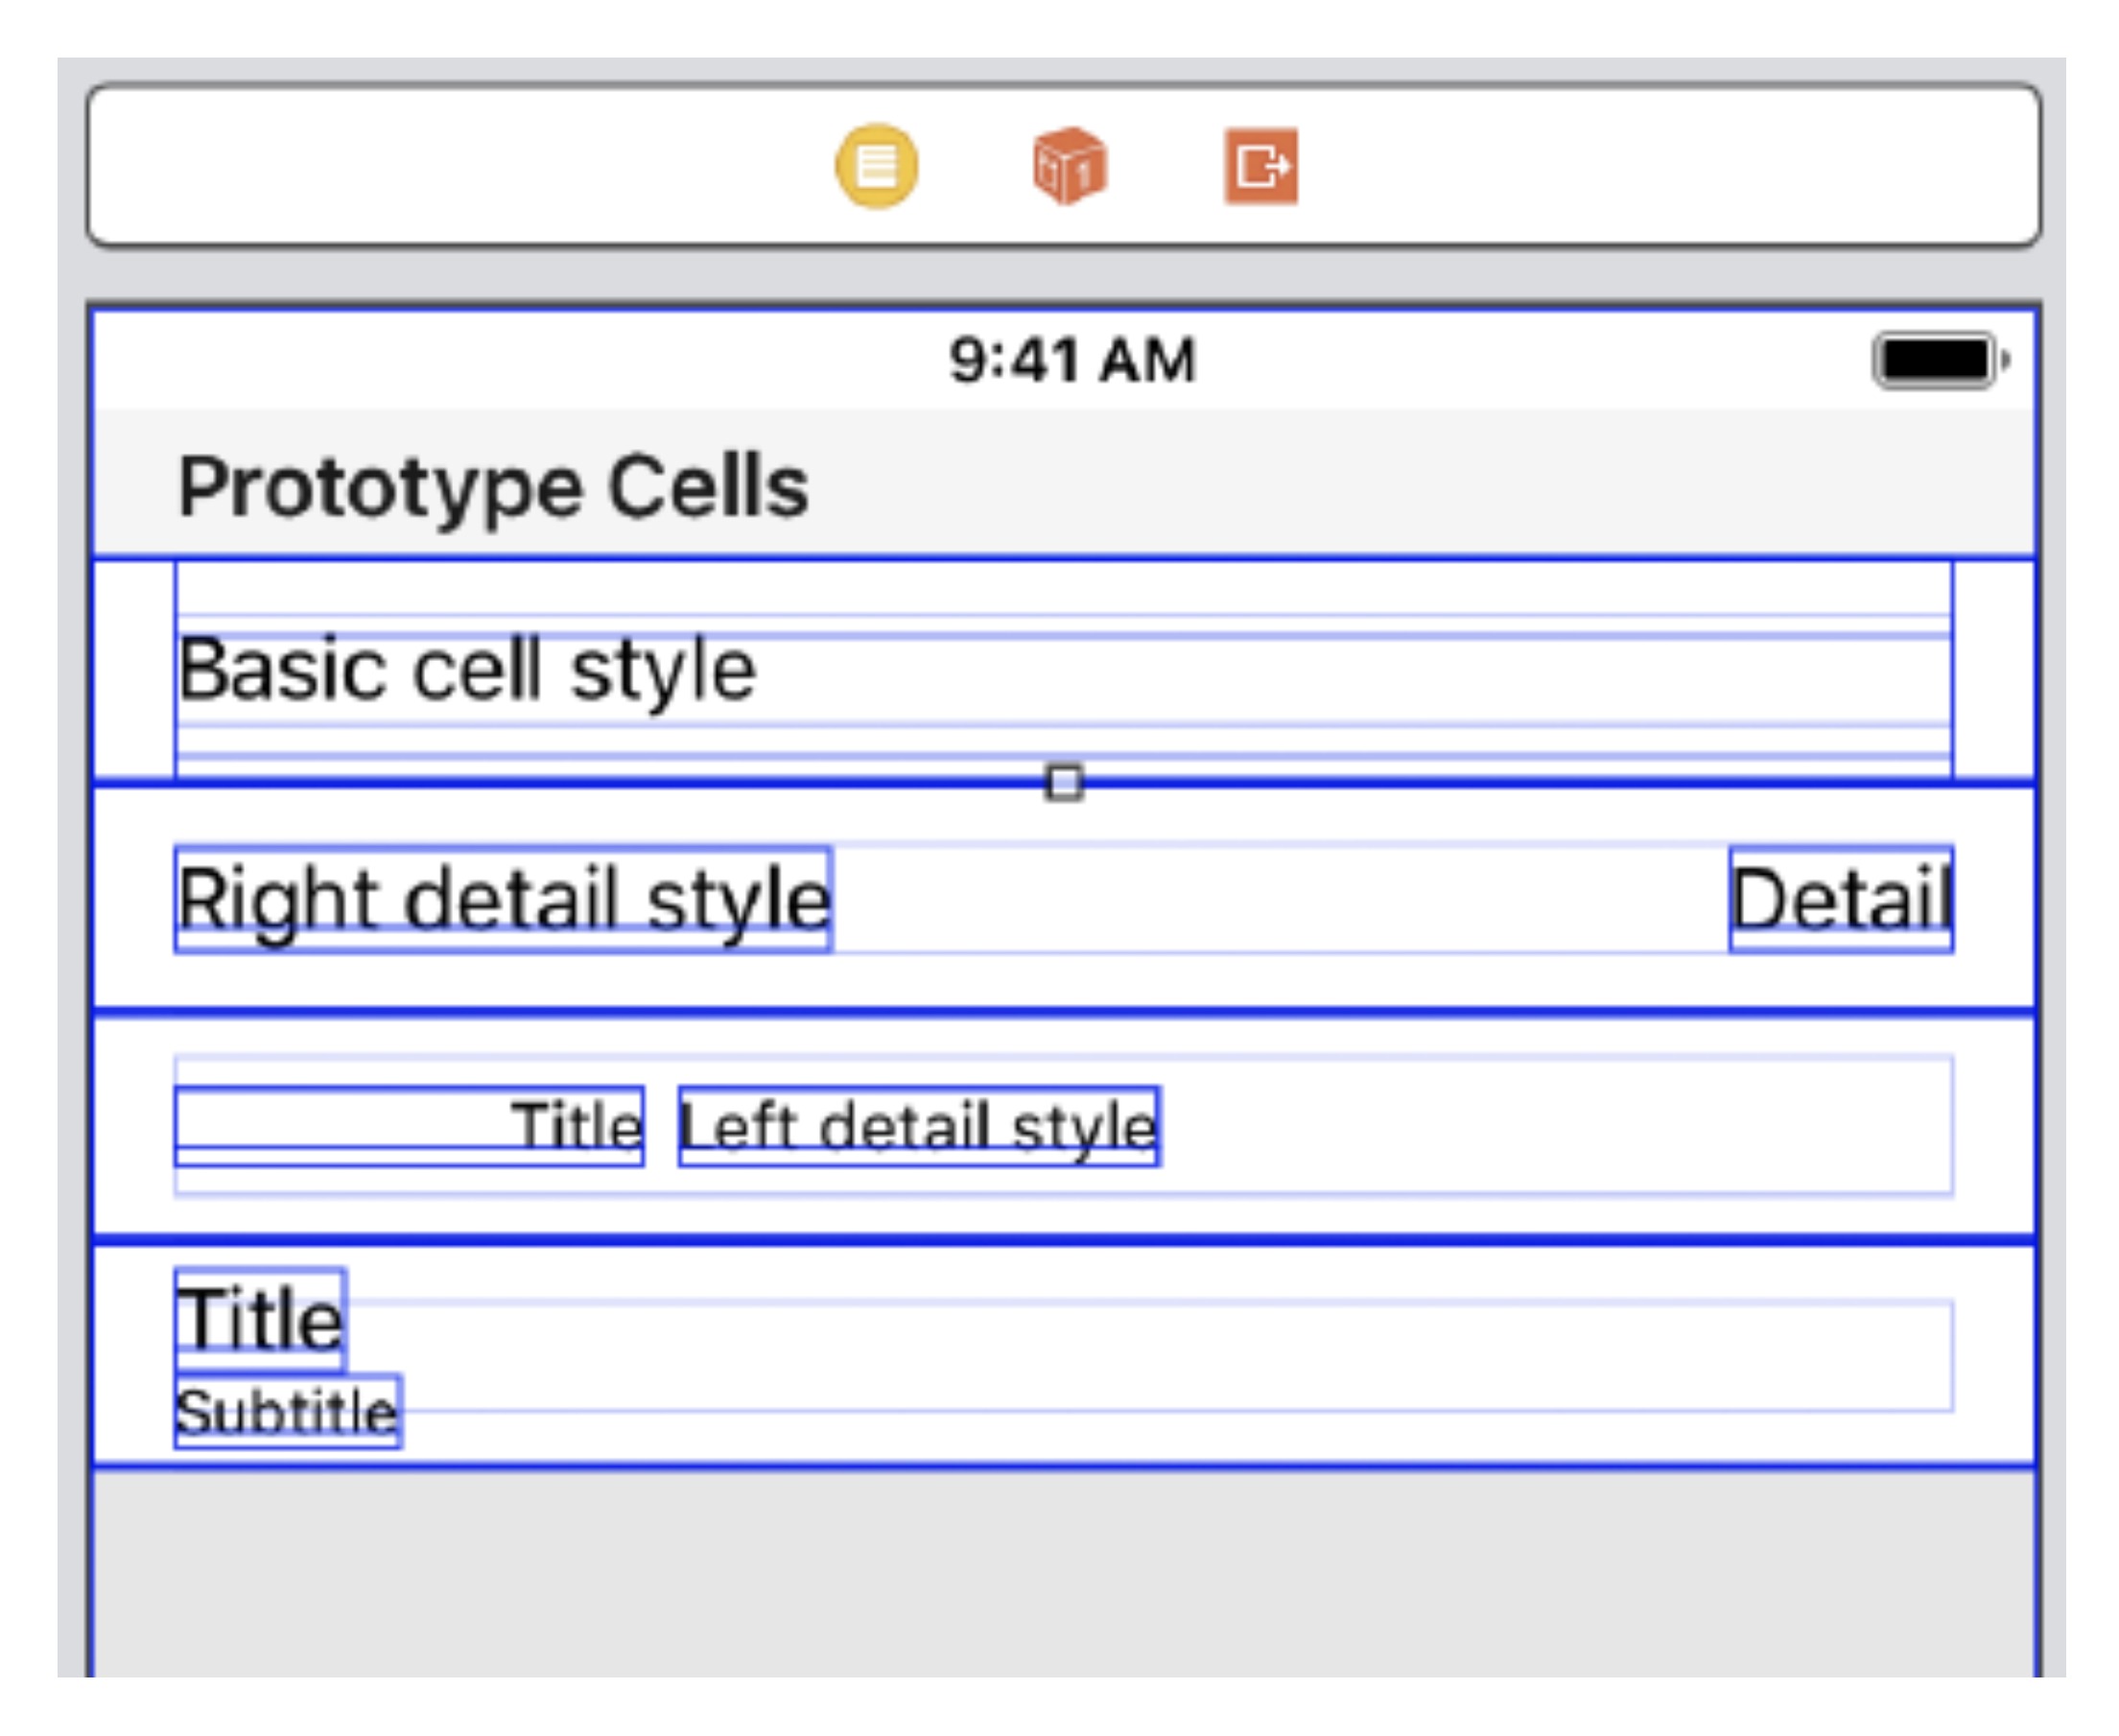 9:41 AM
Prototype Cells
Basic cell style
Right detail style Detail
Title Left detail style
Title
Subtitle